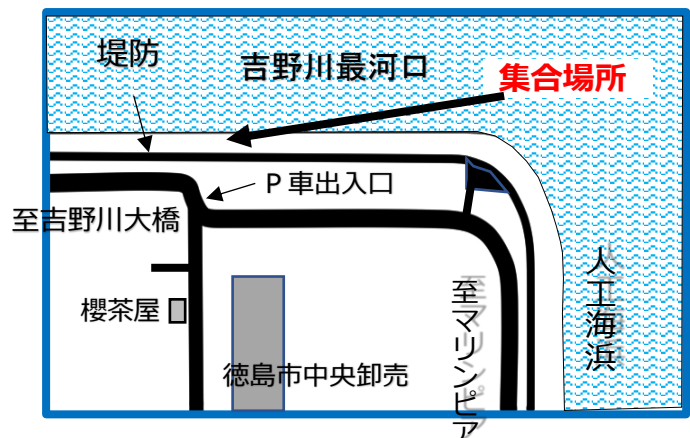 堤防
吉野川最河口
集合場所
P 車出入口
至吉野川大橋
櫻茶屋
徳島市中央卸売
至マリンピア
人工海浜